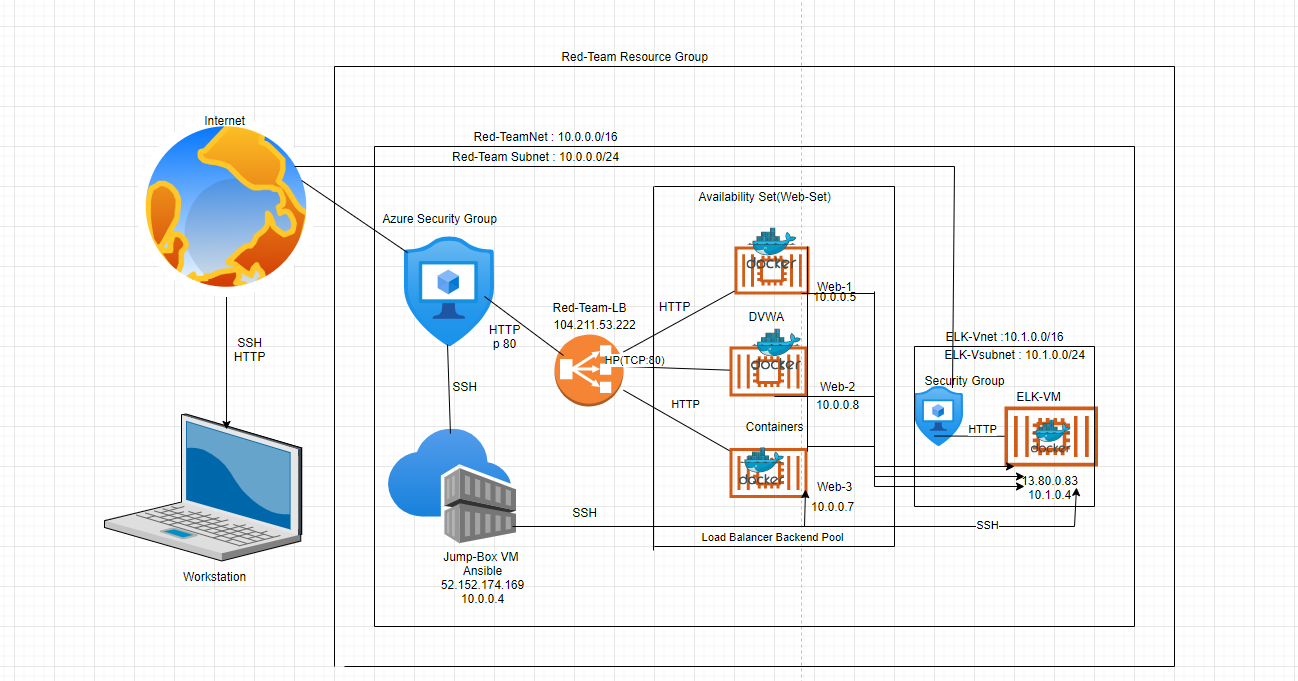 Red-Team Resource Group
Internet
Red-TeamNet : 10.0.0.0/16
Red-Team Subnet : 10.0.0.0/24
Availability Set(Web-Set)
Azure Security Group
docker
Web-1
10.0.0.5
Red-Team-LB
104.211.53.222
HTTP
DVWA
HTTP
p 80
SSH
HTTP
HP(TCP:80)
docker
Web-2
10.0.0.8
ELK-Vnet :10.1.0.0/16
ELK-Vsubnet : 10.1.0.0/24
Security Group
ELK-VM
HTTP
docker
SSH
HTTP
Containers
docker
Web-3
10.0.0.7
13.80.0.83
10.1.0.4
SSH
SSH
Load Balancer Backend Pool
Jump-Box VM
Ansible
52.152.174.169
10.0.0.4
Workstation